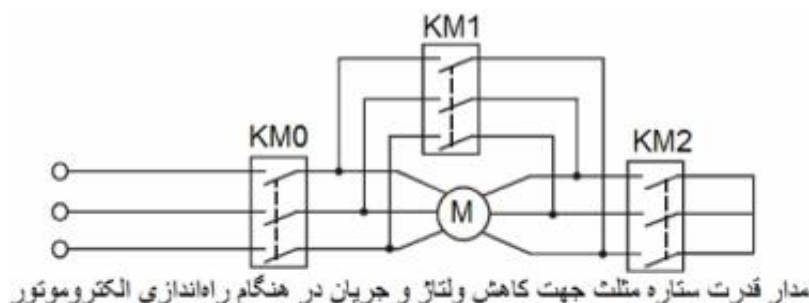 KM1
KM0
KM2
M
مدار قدرت ستاره مثلث جهت کاهش ولتاژ و جریان در هنگام راه‌اندازی الکتروموتور